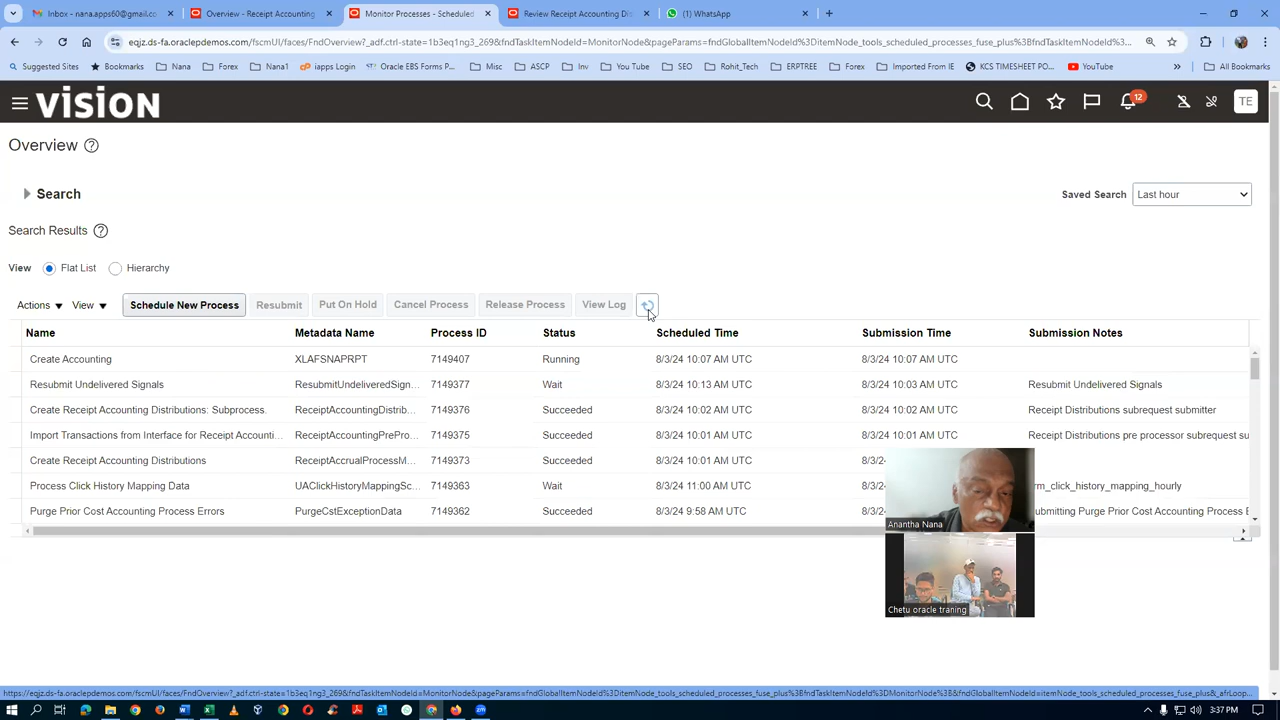 Inbox - nana.apps60@gmail.co
Overview - Receipt Accounting
Monitor Processes - Scheduled
Review Receipt Accounting Dis
(1) WhatsApp
eqjz.ds-fa.oraclepdemos.com/fscmUI/faces/FndOverview?_adf.ctrl-state=1b3eq1ng3_269&fndTaskItemNodeId=MonitorNode&pageParams=fndGlobalItemNodeId%3DitemNode_tools_scheduled_processes_fuse_plus%3BfndTaskItemNodeId%3DMonitorNode%3B...
Suggested Sites
Bookmarks
Nana
Forex
Nana1
iapps Login
Oracle EBS Forms P...
Misc
ASCP
Inv
You Tube
SEO
Rohit_Tech
ERPTREE
Forex
Imported From IE
KCS TIMESHEET PO...
YouTube
All Bookmarks
VISION
12
TE
Overview
Search
Saved Search Last hour
Search Results
View Flat List Hierarchy
Actions View Schedule New Process Resubmit Put On Hold Cancel Process Release Process View Log
Name Metadata Name Process ID Status Scheduled Time Submission Time Submission Notes
Create Accounting XLAFSNAPRPT 7149407 Running 8/3/24 10:07 AM UTC 8/3/24 10:07 AM UTC
Resubmit Undelivered Signals ResubmitUndeliveredSign... 7149377 Wait 8/3/24 10:13 AM UTC 8/3/24 10:03 AM UTC Resubmit Undelivered Signals
Create Receipt Accounting Distributions: Subprocess. ReceiptAccountingDistrib... 7149376 Succeeded 8/3/24 10:02 AM UTC 8/3/24 10:02 AM UTC Receipt Distributions subrequest submitter
Import Transactions from Interface for Receipt Accounti... ReceiptAccountingPrePro... 7149375 Succeeded 8/3/24 10:01 AM UTC 8/3/24 10:01 AM UTC Receipt Distributions pre processor subrequest su
Create Receipt Accounting Distributions ReceiptAccrualProcessM... 7149373 Succeeded 8/3/24 10:01 AM UTC 8/3/2
Process Click History Mapping Data UAClickHistoryMappingSc... 7149363 Wait 8/3/24 11:00 AM UTC 8/3/2 rm_click_history_mapping_hourly
Purge Prior Cost Accounting Process Errors PurgeCstExceptionData 7149362 Succeeded 8/3/24 9:58 AM UTC 8/3/2 ubmitting Purge Prior Cost Accounting Process E
Anantha Nana
Chetu oracle traning
3:37 PM